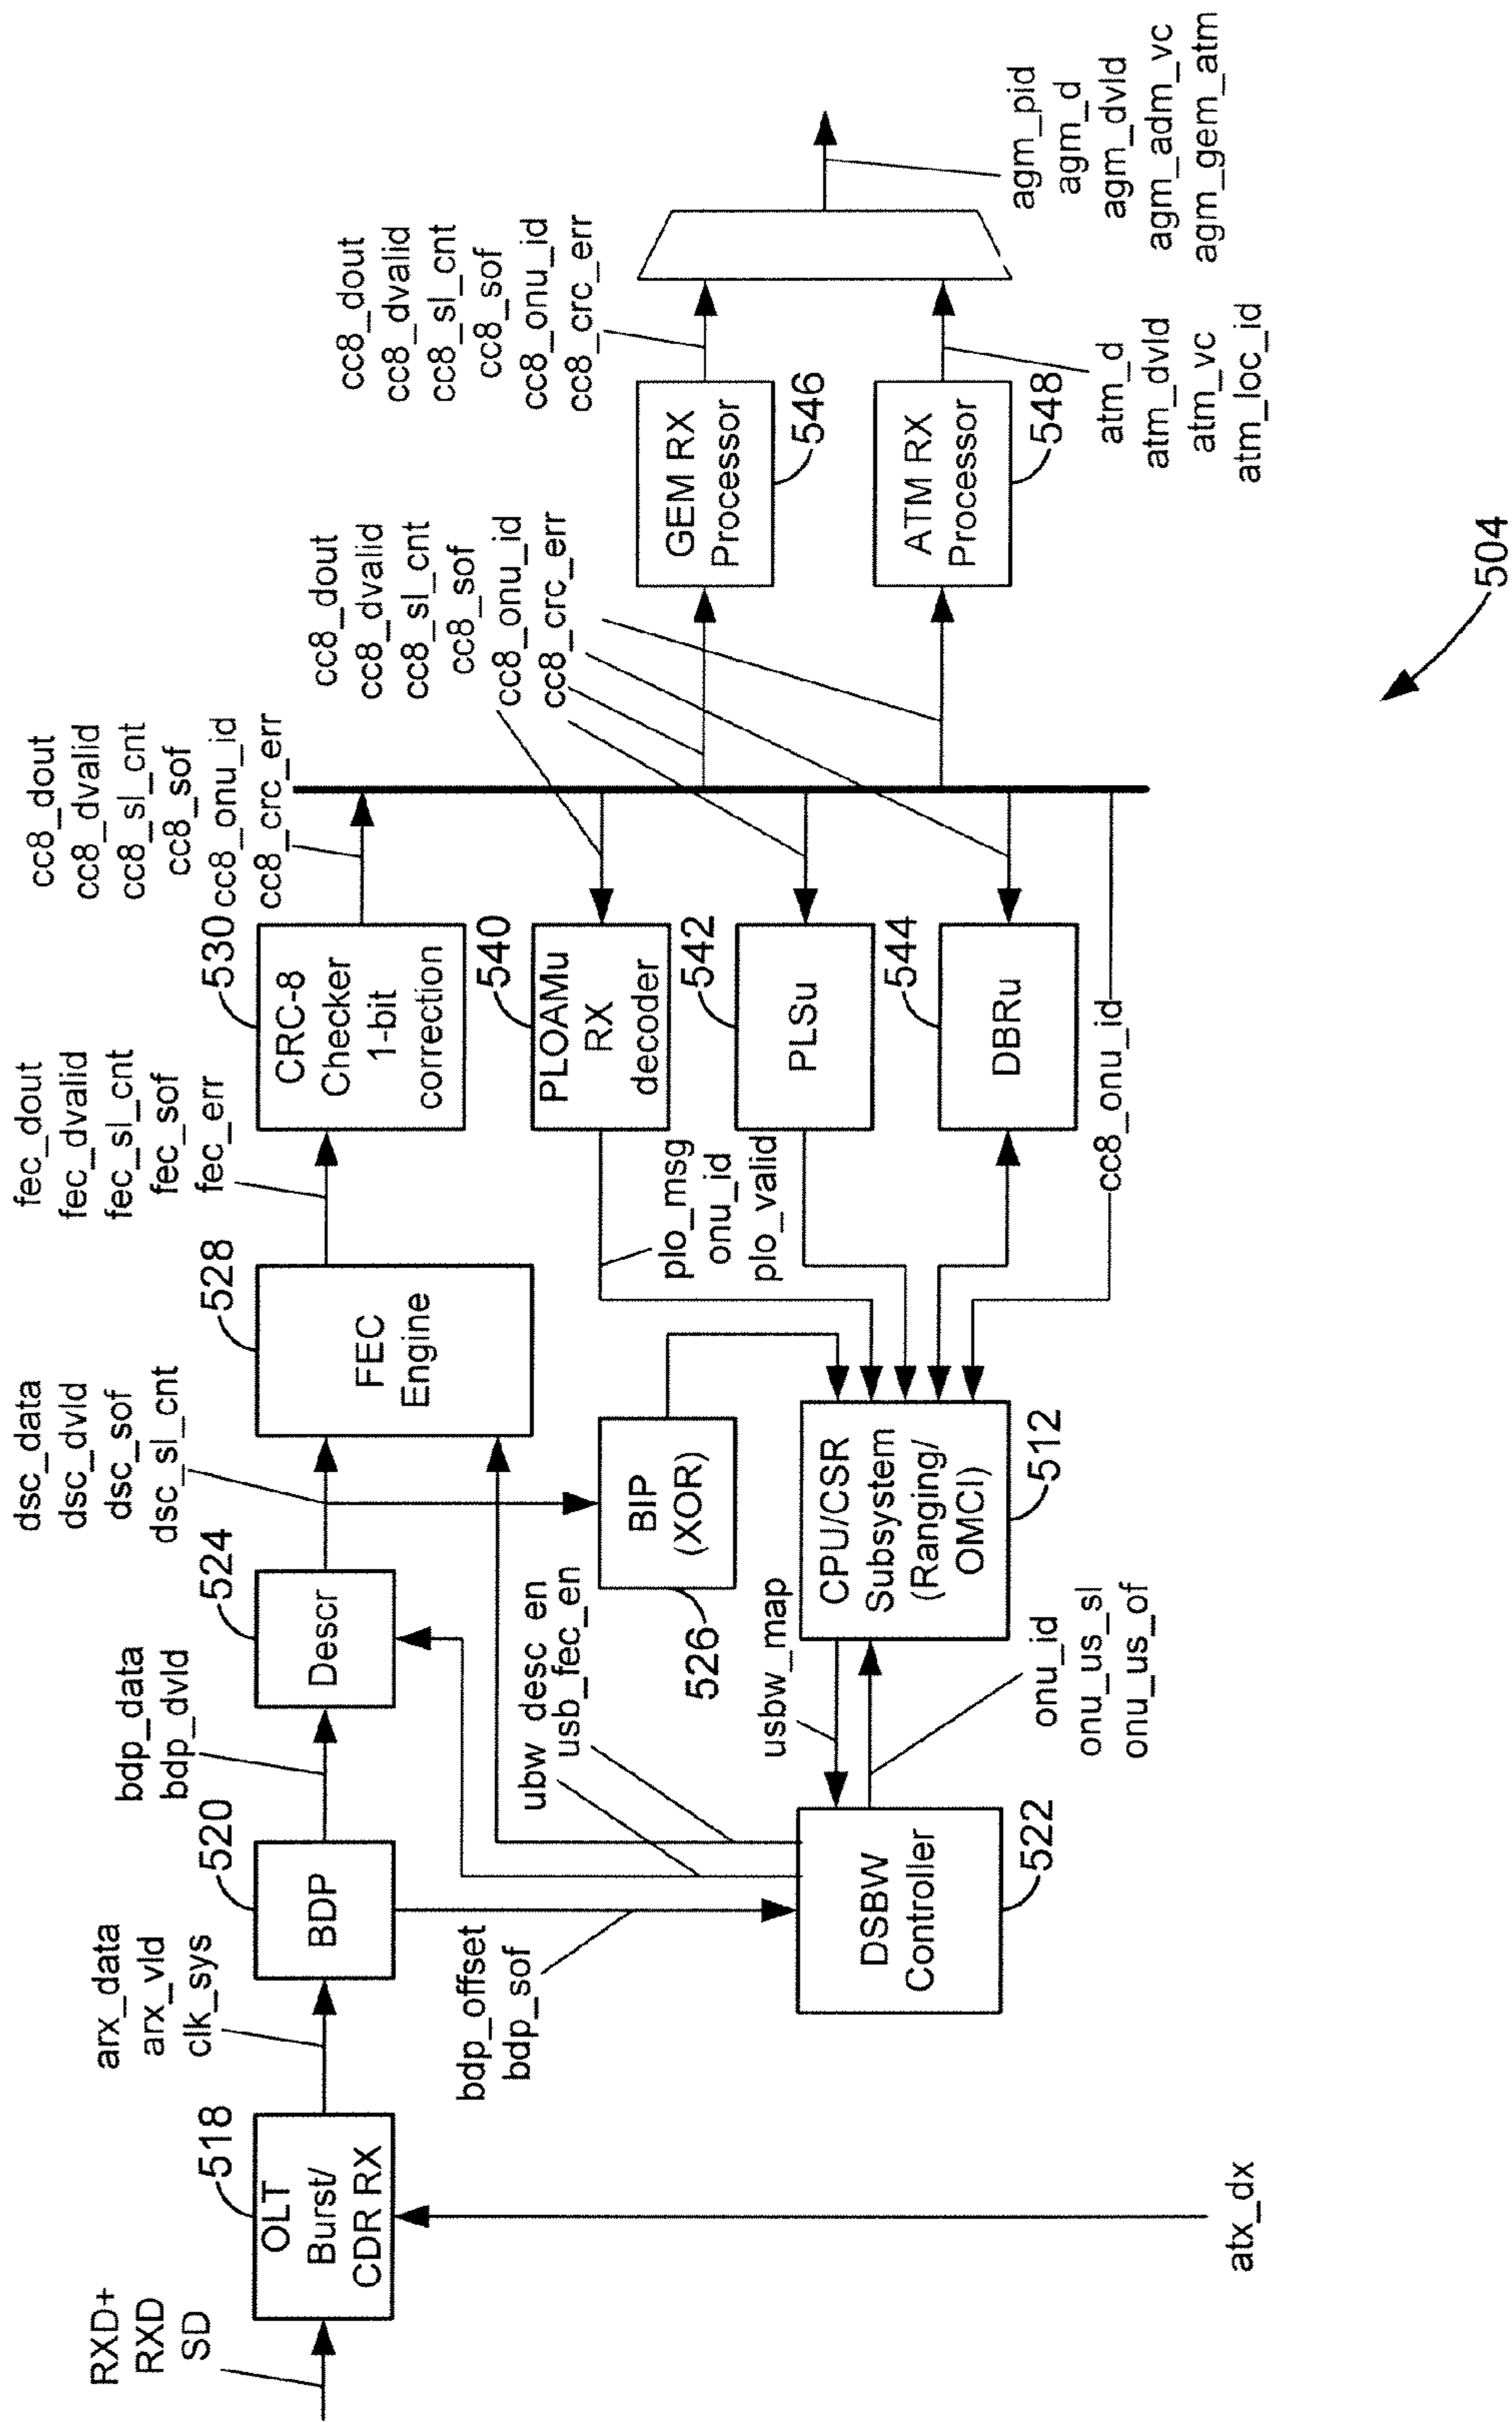 RXD+
RXD
SD
518
OLT
Burst/
CDR RX
atx_dx
arx_data
arx_vld
clk_sys
520
BDP
bdp_offset
bdp_sof
bdp_data
bdp_dvld
524
Descr
ubw_desc_en
usb_fec_en
DSBW
Controller
522
usbw_map
onu_id
onu_us_sl
onu_us_of
dsc_data
dsc_dvld
dsc_sof
dsc_sl_cnt
BIP
(XOR)
526
CPU/CSR
Subsystem
(Ranging/
OMCI)
512
528
FEC
Engine
fec_dout
fec_dvalid
fec_sl_cnt
fec_sof
fec_err
plo_msg
onu_id
plo_valid
530
CRC-8
Checker
1-bit
correction
540
PLOAMu
RX
decoder
542
PLSu
544
DBRu
cc8_onu_id
cc8_dout
cc8_dvalid
cc8_sl_cnt
cc8_sof
cc8_onu_id
cc8_crc_err
cc8_dout
cc8_dvalid
cc8_sl_cnt
cc8_sof
cc8_onu_id
cc8_crc_err
GEM RX
Processor
546
ATM RX
Processor
548
cc8_dout
cc8_dvalid
cc8_sl_cnt
cc8_sof
cc8_onu_id
cc8_crc_err
atm_d
atm_dvld
atm_vc
atm_loc_id
agm_pid
agm_d
agm_dvld
agm_adm_vc
agm_gem_atm
504